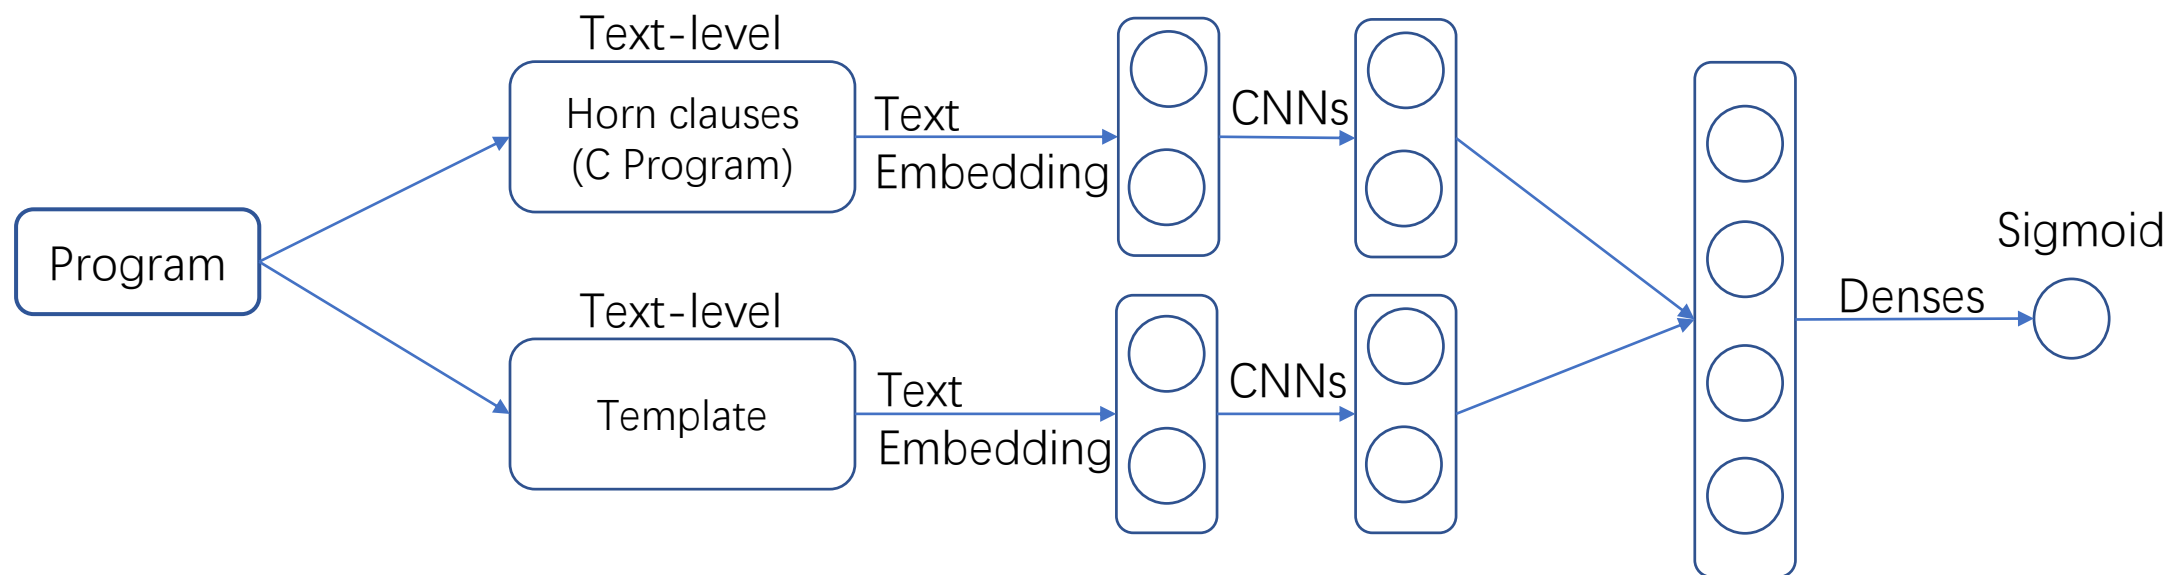 Text-level
Horn clauses
(C Program)
Text
Embedding
CNNs
Program
Text-level
Template
Text
Embedding
CNNs
Denses
Sigmoid